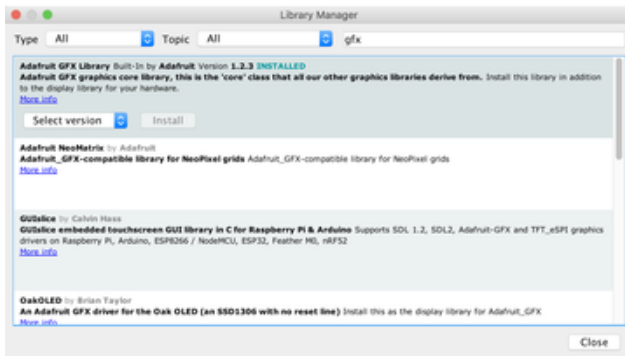 Library Manager
Type All Topic All gfx
Adafruit GFX Library Built-In by Adafruit Version 1.2.3 INSTALLED
Adafruit GFX graphics core library, this is the 'core' class that all our other graphics libraries derive from. Install this library in addition
to the display library for your hardware.
More info
Select version Install
Adafruit NeoMatrix by Adafruit
Adafruit_GFX-compatible library for NeoPixel grids Adafruit_GFX-compatible library for NeoPixel grids
More info
GUIslice by Calvin Hass
GUIslice embedded touchscreen GUI library in C for Raspberry Pi & Arduino Supports SDL 1.2, SDL2, Adafruit-GFX and TFT_eSPI graphics
drivers on Raspberry Pi, Arduino, ESP8266 / NodeMCU, ESP32, Feather M0, nRF52
More info
OakOLED by Brian Taylor
An Adafruit GFX driver for the Oak OLED (an SSD1306 with no reset line) Install this as the display library for Adafruit_GFX
More info
Close